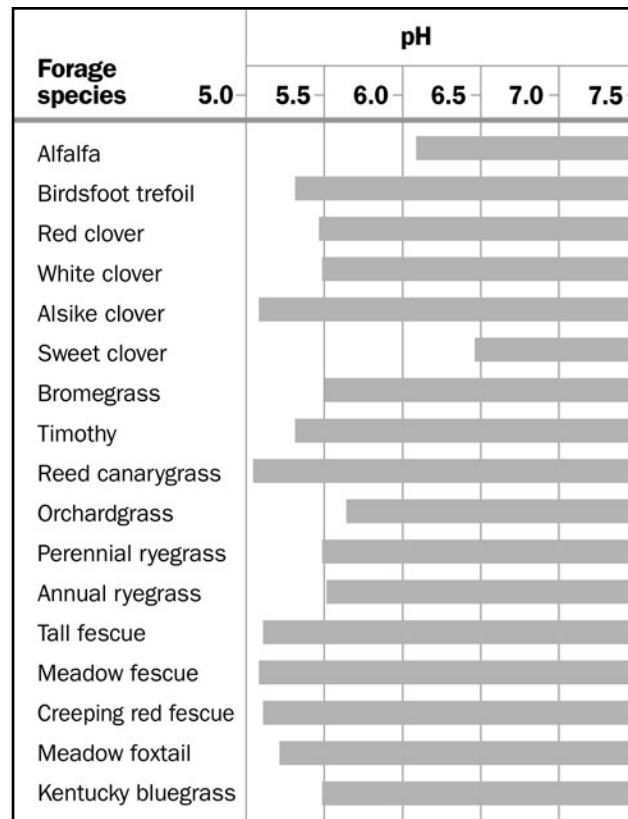 pH
Forage
species
5.0 5.5 6.0 6.5 7.0 7.5
Alfalfa
Birdsfoot trefoil
Red clover
White clover
Alsike clover
Sweet clover
Bromegrass
Timothy
Reed canarygrass
Orchardgrass
Perennial ryegrass
Annual ryegrass
Tall fescue
Meadow fescue
Creeping red fescue
Meadow foxtail
Kentucky bluegrass